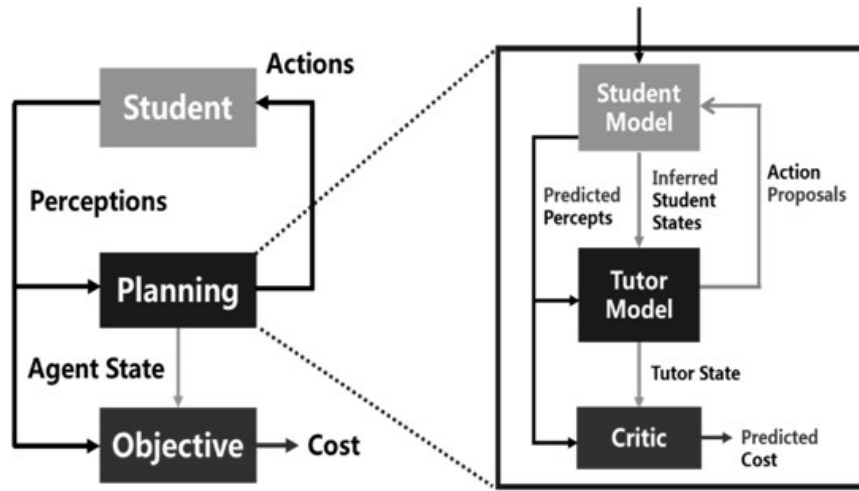 Actions
Student
Perceptions
Planning
Agent State
Objective
Cost
Student
Model
Predicted
Percepts
Inferred
Student
States
Action
Proposals
Tutor
Model
Tutor State
Critic
Predicted
Cost